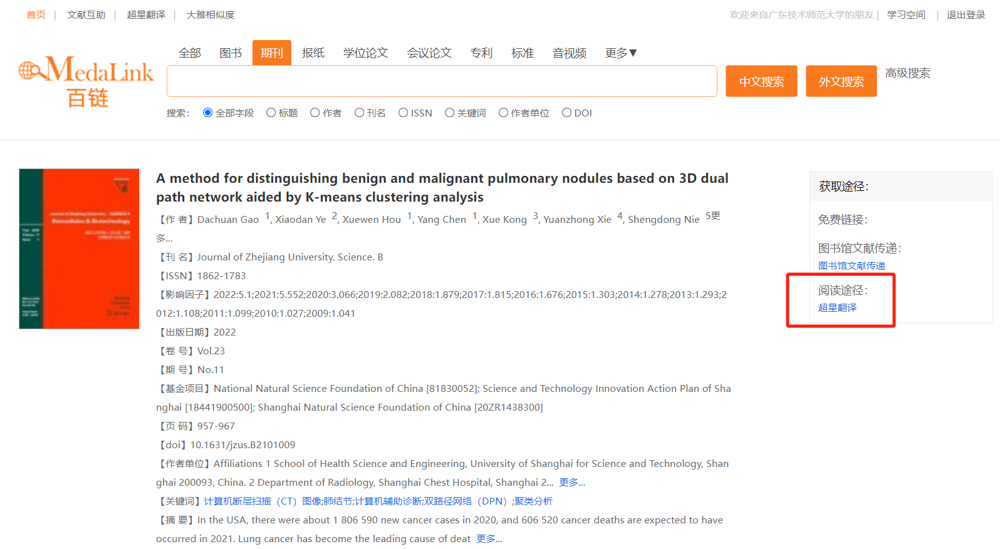 首页 | 文献互助 | 超星翻译 | 大雅相似度
欢迎来自广东技术师范大学的朋友 | 学习空间 | 退出登录
全部 图书 期刊 报纸 学位论文 会议论文 专利 标准 音视频 更多▼
MedaLink
百链
中文搜索 外文搜索 高级搜索
搜索： 全部字段 标题 作者 刊名 ISSN 关键词 作者单位 DOI
A method for distinguishing benign and malignant pulmonary nodules based on 3D dual
path network aided by K-means clustering analysis
【作 者】Dachuan Gao 1, Xiaodan Ye 2, Xuewen Hou 1, Yang Chen 1, Xue Kong 3, Yuanzhong Xie 4, Shengdong Nie 5更
多...
【刊 名】Journal of Zhejiang University. Science. B
【ISSN】1862-1783
【影响因子】2022:5.1;2021:5.552;2020:3.066;2019:2.082;2018:1.879;2017:1.815;2016:1.676;2015:1.303;2014:1.278;2013:1.293;2
012:1.108;2011:1.099;2010:1.027;2009:1.041
【出版日期】2022
【卷 号】Vol.23
【期 号】No.11
【基金项目】National Natural Science Foundation of China [81830052]; Science and Technology Innovation Action Plan of Sha
nghai [18441900500]; Shanghai Natural Science Foundation of China [20ZR1438300]
【页 码】957-967
【doi】10.1631/jzus.B2101009
【作者单位】Affiliations 1 School of Health Science and Engineering, University of Shanghai for Science and Technology, Shan
ghai 200093, China. 2 Department of Radiology, Shanghai Chest Hospital, Shanghai 2... 更多...
【关键词】计算机断层扫描（CT）图像;肺结节;计算机辅助诊断;双路径网络（DPN）;聚类分析
【摘 要】In the USA, there were about 1 806 590 new cancer cases in 2020, and 606 520 cancer deaths are expected to have
occurred in 2021. Lung cancer has become the leading cause of deat 更多...
获取途径：
免费链接：
图书馆文献传递：
图书馆文献传递
阅读途径：
超星翻译